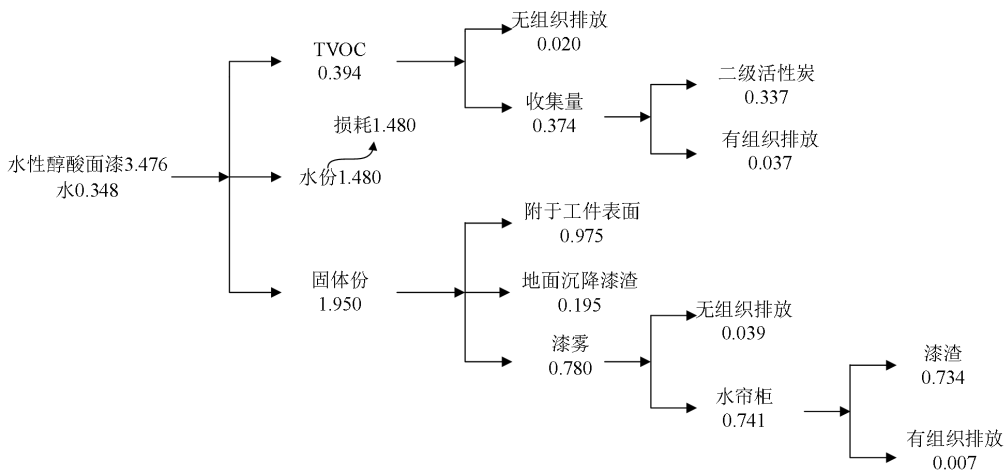 无组织排放
0.020
TVOC
0.394
二级活性炭
0.337
收集量
0.374
损耗1.480
有组织排放
0.037
水性醇酸面漆3.476
水0.348
水份1.480
附于工件表面
0.975
固体份
1.950
地面沉降漆渣
0.195
无组织排放
0.039
漆雾
0.780
漆渣
0.734
水帘柜
0.741
有组织排放
0.007